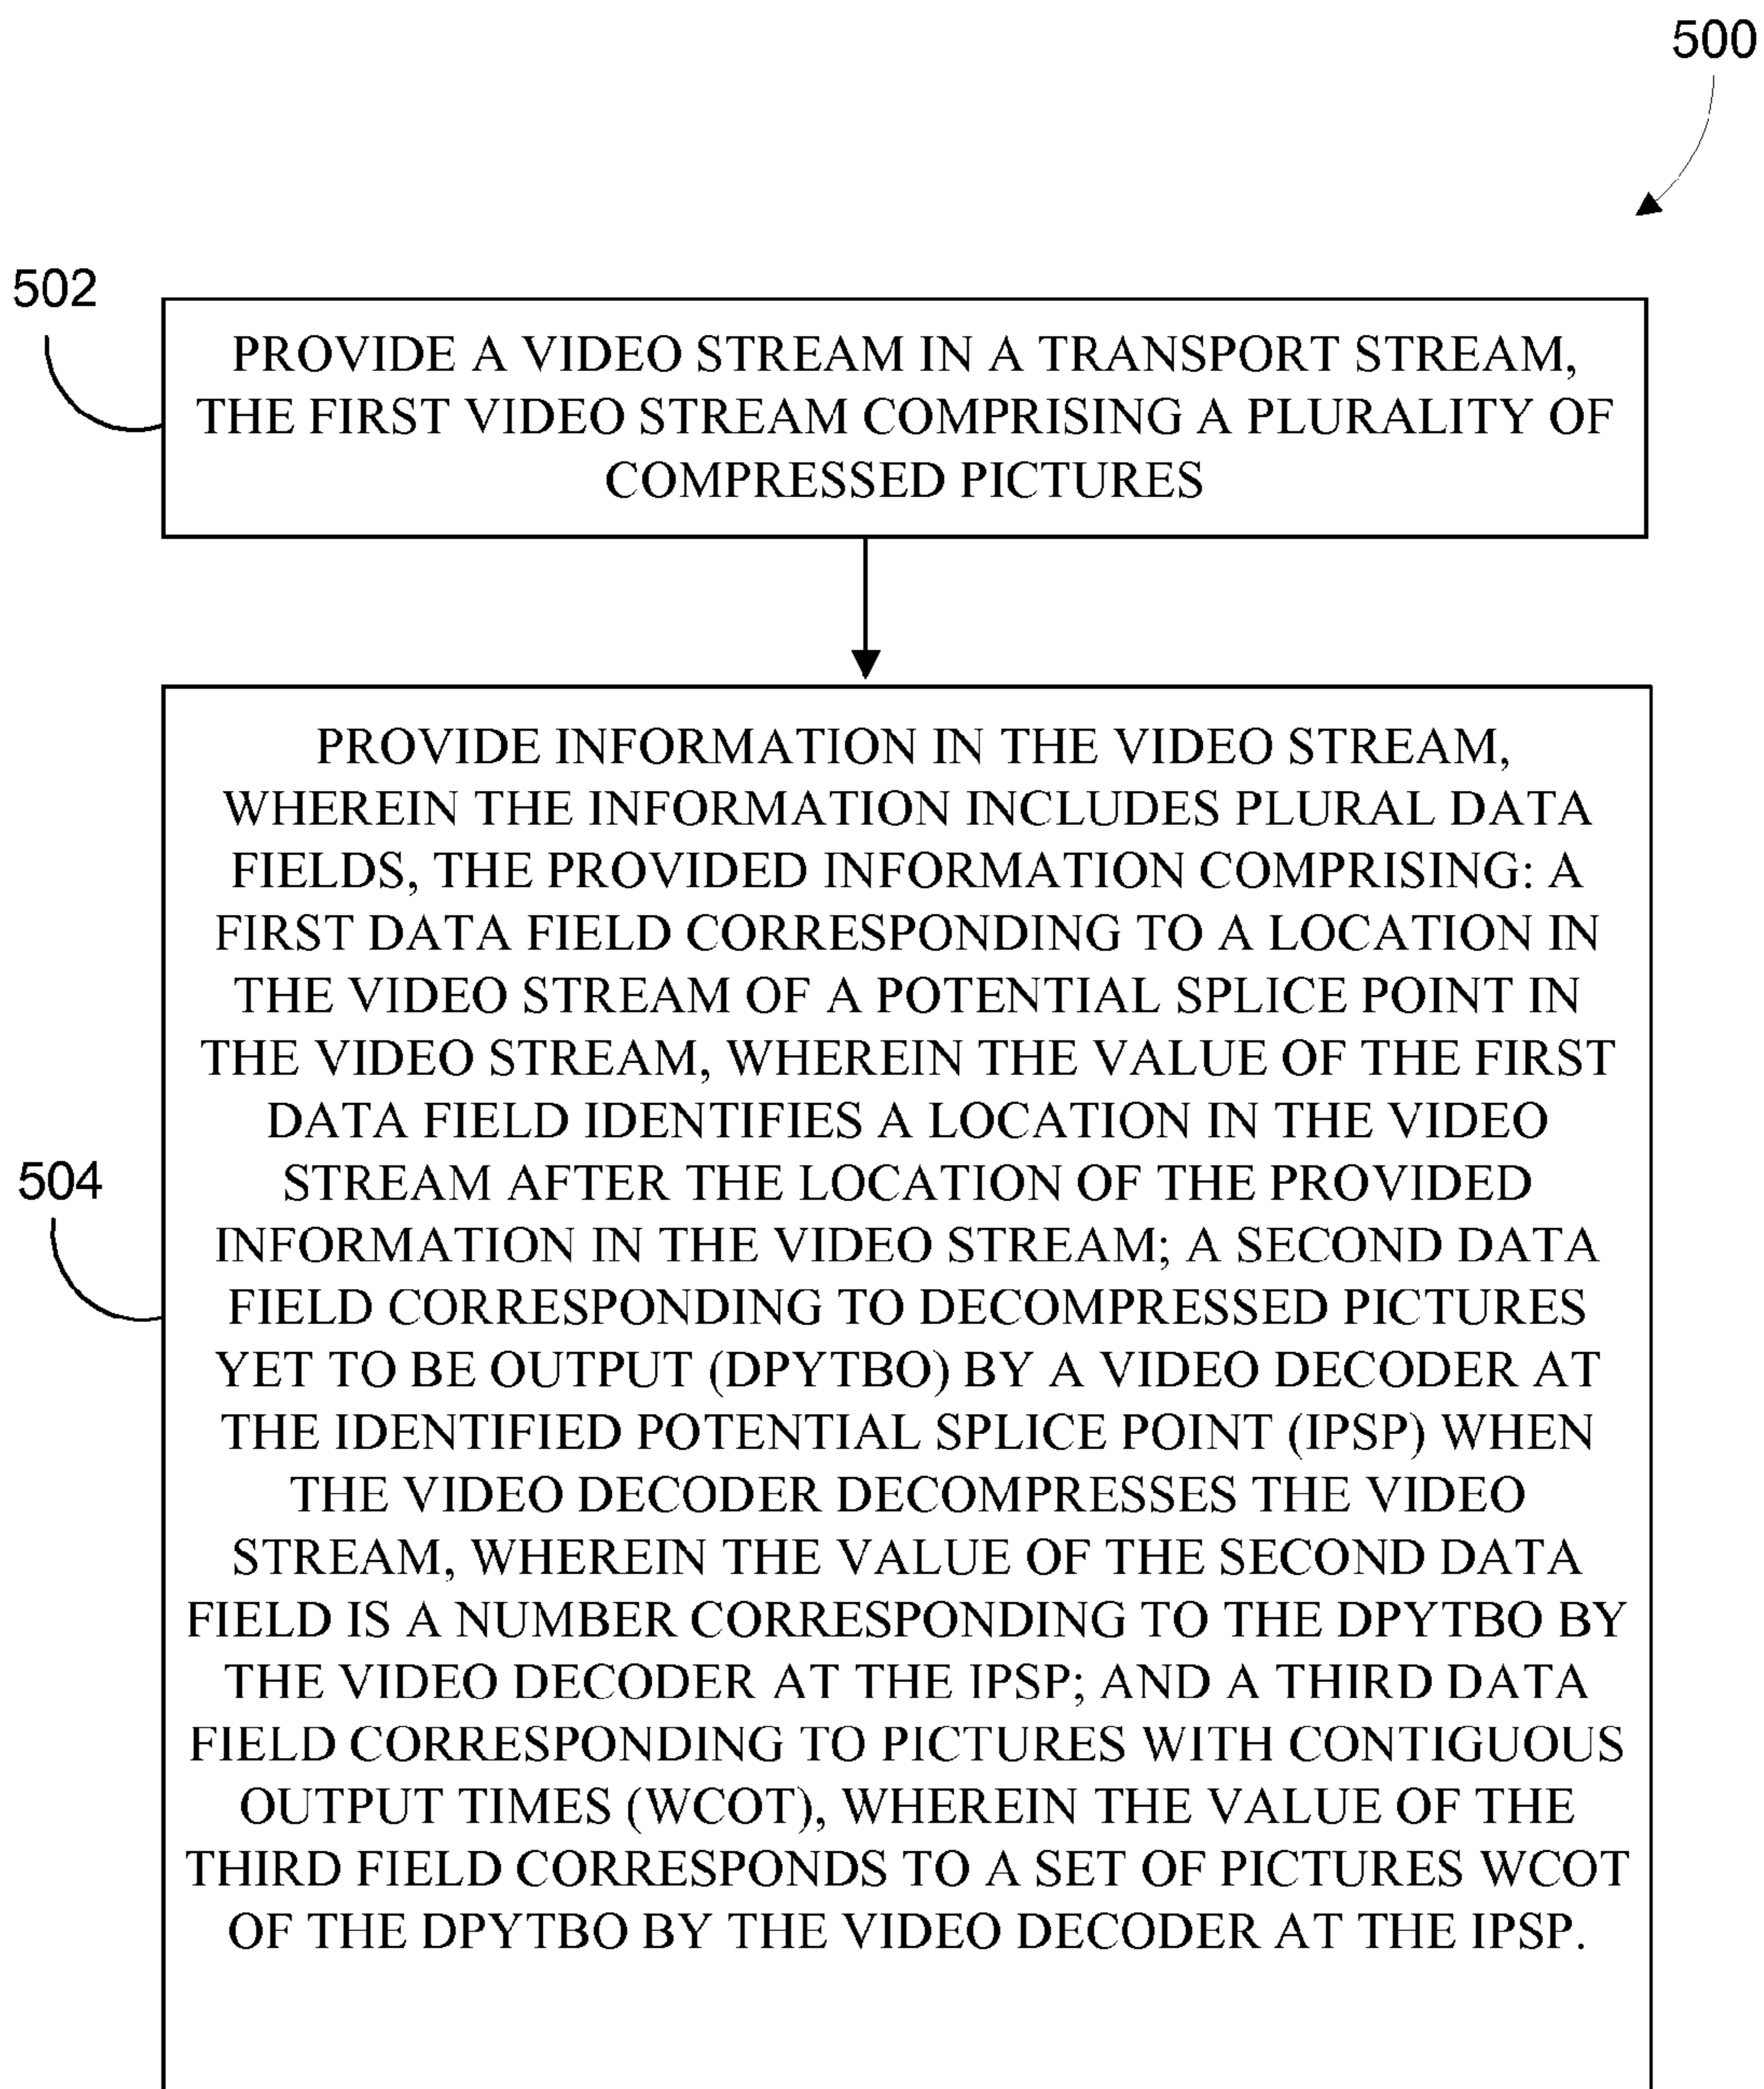 500
502
PROVIDE A VIDEO STREAM IN A TRANSPORT STREAM,
THE FIRST VIDEO STREAM COMPRISING A PLURALITY OF
COMPRESSED PICTURES
504
PROVIDE INFORMATION IN THE VIDEO STREAM,
WHEREIN THE INFORMATION INCLUDES PLURAL DATA
FIELDS, THE PROVIDED INFORMATION COMPRISING: A
FIRST DATA FIELD CORRESPONDING TO A LOCATION IN
THE VIDEO STREAM OF A POTENTIAL SPLICE POINT IN
THE VIDEO STREAM, WHEREIN THE VALUE OF THE FIRST
DATA FIELD IDENTIFIES A LOCATION IN THE VIDEO
STREAM AFTER THE LOCATION OF THE PROVIDED
INFORMATION IN THE VIDEO STREAM; A SECOND DATA
FIELD CORRESPONDING TO DECOMPRESSED PICTURES
YET TO BE OUTPUT (DPYTBO) BY A VIDEO DECODER AT
THE IDENTIFIED POTENTIAL SPLICE POINT (IPSP) WHEN
THE VIDEO DECODER DECOMPRESSES THE VIDEO
STREAM, WHEREIN THE VALUE OF THE SECOND DATA
FIELD IS A NUMBER CORRESPONDING TO THE DPYTBO BY
THE VIDEO DECODER AT THE IPSP; AND A THIRD DATA
FIELD CORRESPONDING TO PICTURES WITH CONTIGUOUS
OUTPUT TIMES (WCOT), WHEREIN THE VALUE OF THE
THIRD FIELD CORRESPONDS TO A SET OF PICTURES WCOT
OF THE DPYTBO BY THE VIDEO DECODER AT THE IPSP.